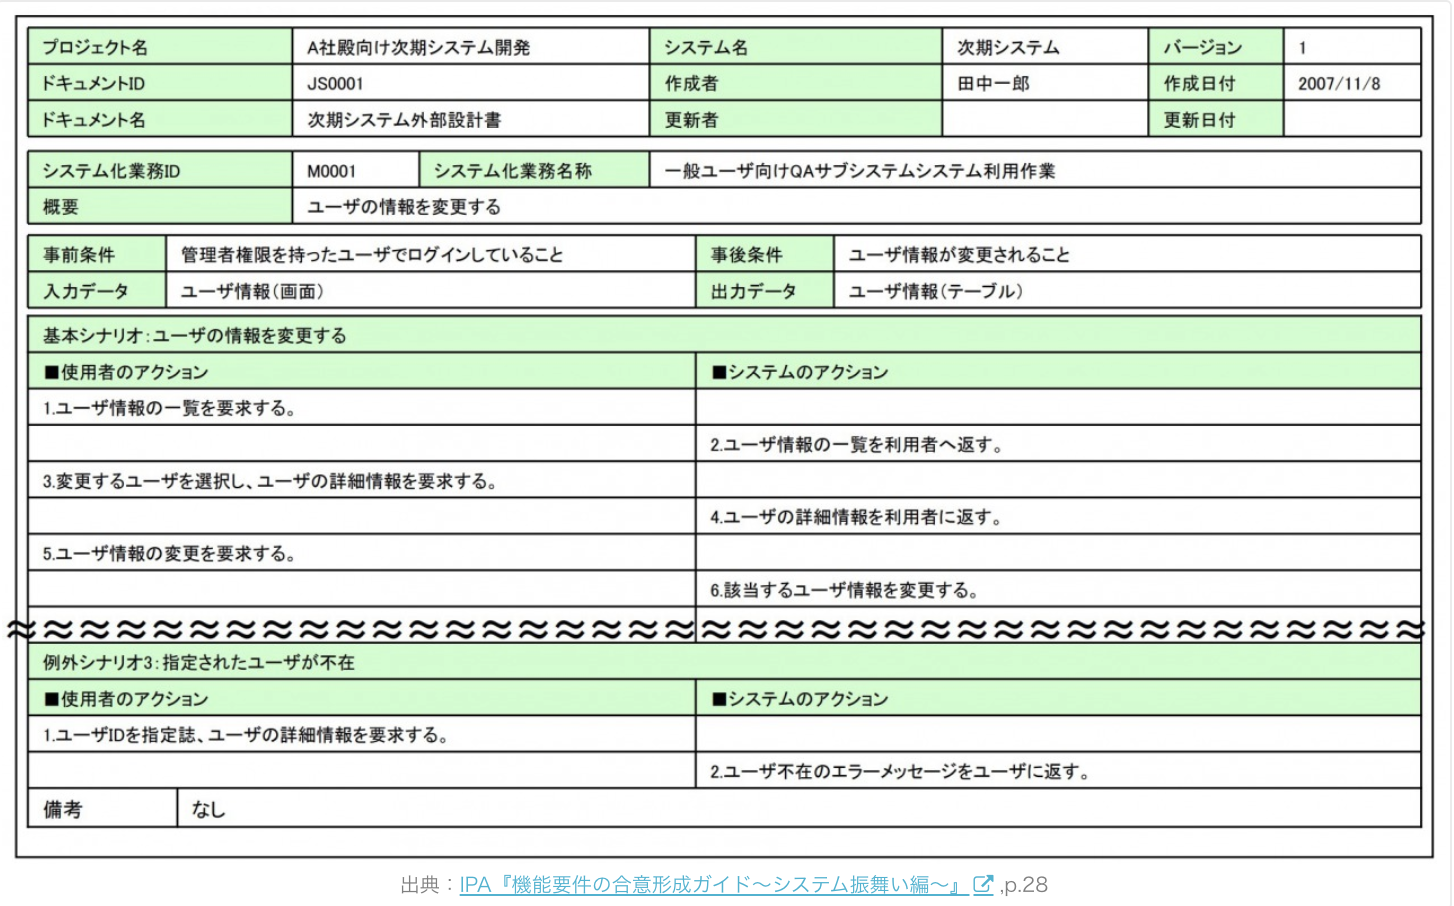 プロジェクト名 A社殿向け次期システム開発 システム名 次期システム バージョン 1
ドキュメントID JS0001 作成者 田中一郎 作成日付 2007/11/8
ドキュメント名 次期システム外部設計書 更新者 更新日付
システム化業務ID M0001 システム化業務名称 一般ユーザ向けQAサブシステムシステム利用作業
概要 ユーザの情報を変更する
事前条件 管理者権限を持ったユーザでログインしていること 事後条件 ユーザ情報が変更されること
入力データ ユーザ情報(画面) 出力データ ユーザ情報(テーブル)
基本シナリオ:ユーザの情報を変更する
■使用者のアクション ■システムのアクション
1.ユーザ情報の一覧を要求する。
2.ユーザ情報の一覧を利用者へ返す。
3.変更するユーザを選択し、ユーザの詳細情報を要求する。
4.ユーザの詳細情報を利用者に返す。
5.ユーザ情報の変更を要求する。
6.該当するユーザ情報を変更する。
例外シナリオ3:指定されたユーザが不在
■使用者のアクション ■システムのアクション
1.ユーザIDを指定誌、ユーザの詳細情報を要求する。
2.ユーザ不在のエラーメッセージをユーザに返す。
備考 なし
出典：IPA『機能要件の合意形成ガイド〜システム振舞い編〜』 ,p.28